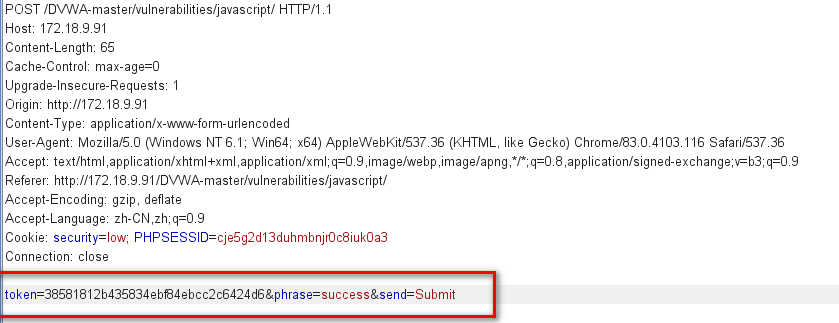 POST /DVWA-master/vulnerabilities/javascript/ HTTP/1.1
Host: 172.18.9.91
Content-Length: 65
Cache-Control: max-age=0
Upgrade-Insecure-Requests: 1
Origin: http://172.18.9.91
Content-Type: application/x-www-form-urlencoded
User-Agent: Mozilla/5.0 (Windows NT 6.1; Win64; x64) AppleWebKit/537.36 (KHTML, like Gecko) Chrome/83.0.4103.116 Safari/537.36
Accept: text/html,application/xhtml+xml,application/xml;q=0.9,image/webp,image/apng,*/*;q=0.8,application/signed-exchange;v=b3;q=0.9
Referer: http://172.18.9.91/DVWA-master/vulnerabilities/javascript/
Accept-Encoding: gzip, deflate
Accept-Language: zh-CN,zh;q=0.9
Cookie: security=low; PHPSESSID=cje5g2d13duhmbnjr0c8iuk0a3
Connection: close
token=38581812b435834ebf84ebcc2c6424d6&phrase=success&send=Submit